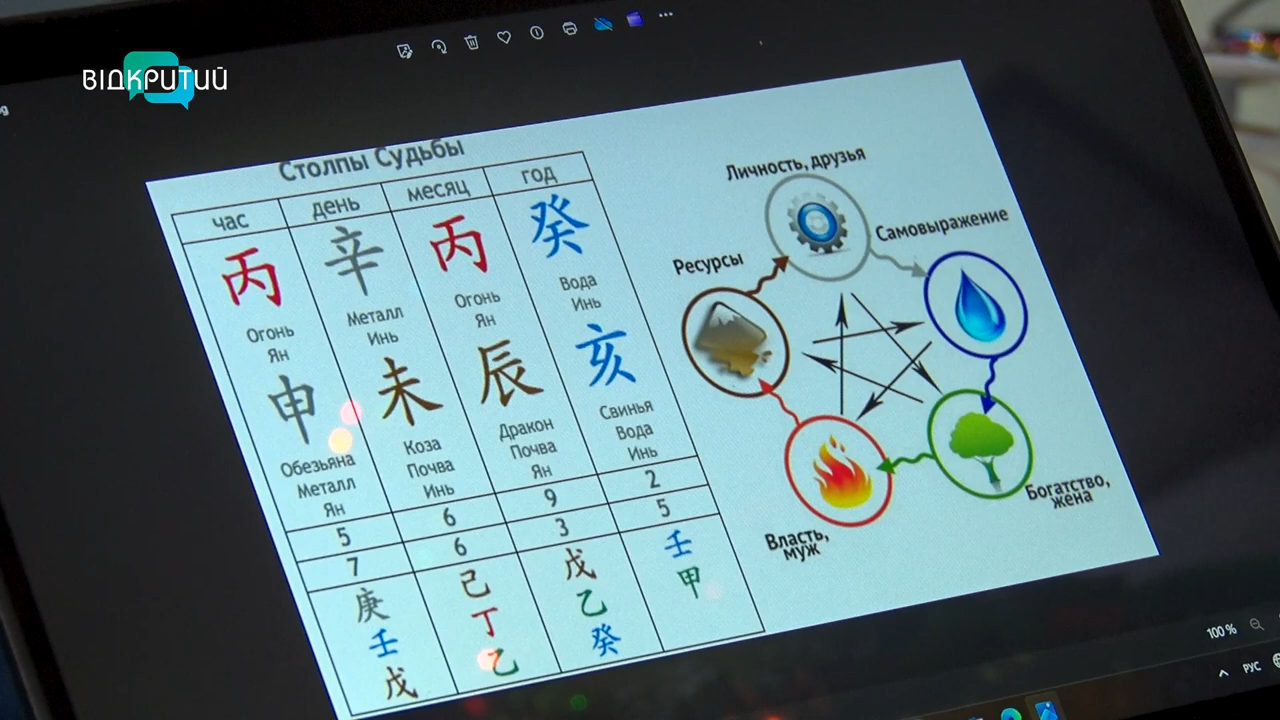 ВІДКРИТИЙ
Столпы Судьбы
час день месяц год
丙 辛 丙 癸
Огонь Металл Огонь Вода
Ян Инь Ян Инь
申 未 辰 亥
Обезьяна Коза Дракон Свинья
Металл Почва Почва Вода
Ян Инь Ян Инь
5 6 9 2
7 6 3 5
庚 己 戊 壬
壬 丁 乙 甲
戊 乙 癸
Личность, друзья
Самовыражение
Ресурсы
Богатство,
жена
Власть,
муж
100 %
РУС